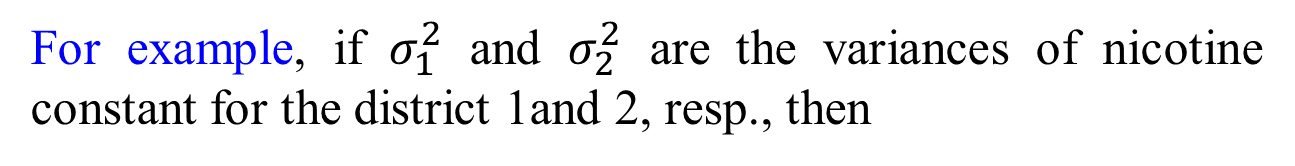 For example, if σ₁² and σ₂² are the variances of nicotine
constant for the district 1and 2, resp., then